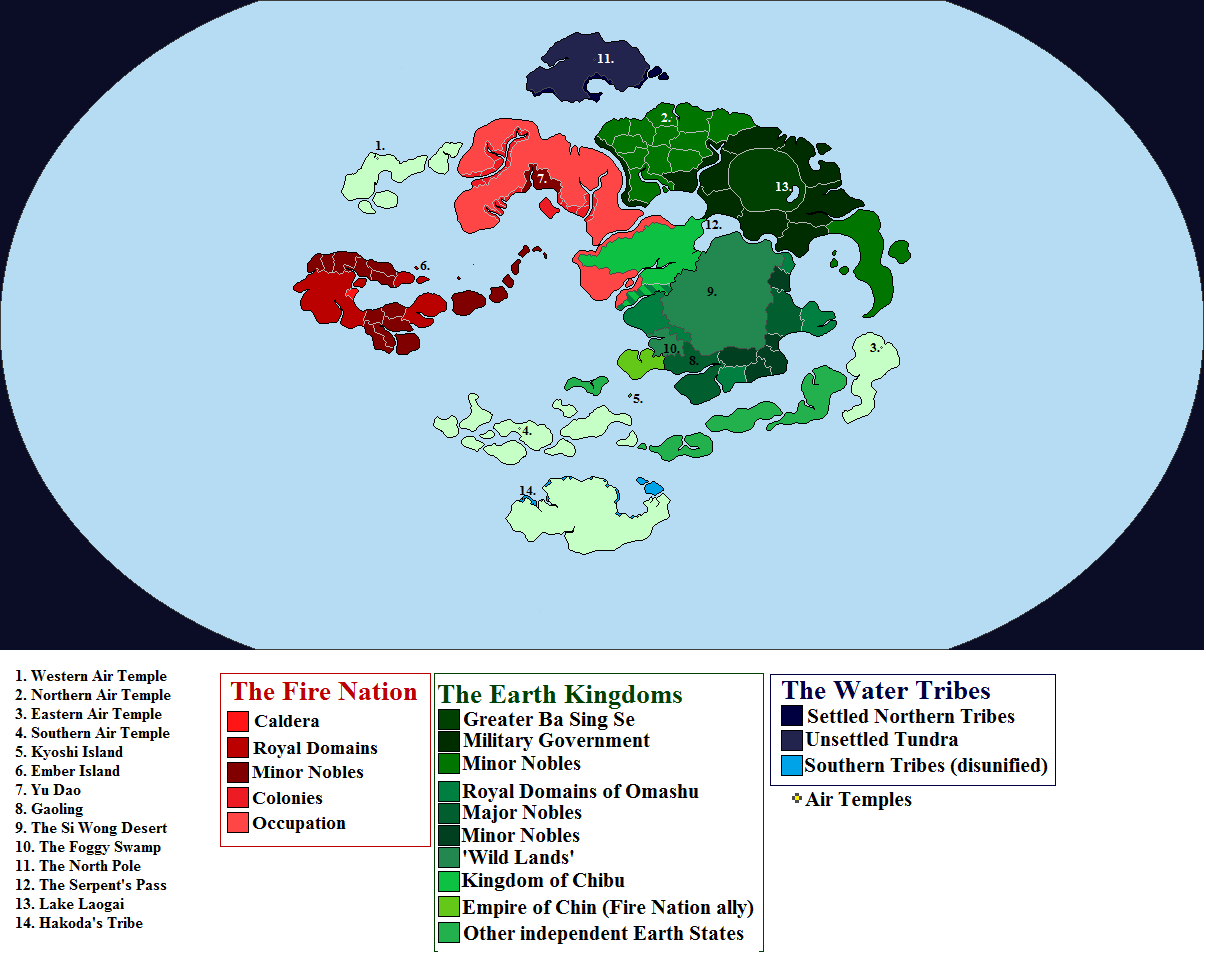 11.
2.
1.
7.
13.
12.
6.
9.
10.
8.
3.
5.
4.
14.
1. Western Air Temple
2. Northern Air Temple
3. Eastern Air Temple
4. Southern Air Temple
5. Kyoshi Island
6. Ember Island
7. Yu Dao
8. Gaoling
9. The Si Wong Desert
10. The Foggy Swamp
11. The North Pole
12. The Serpent's Pass
13. Lake Laogai
14. Hakoda's Tribe
The Fire Nation
Caldera
Royal Domains
Minor Nobles
Colonies
Occupation
The Earth Kingdoms
Greater Ba Sing Se
Military Government
Minor Nobles
Royal Domains of Omashu
Major Nobles
Minor Nobles
'Wild Lands'
Kingdom of Chibu
Empire of Chin (Fire Nation ally)
Other independent Earth States
The Water Tribes
Settled Northern Tribes
Unsettled Tundra
Southern Tribes (disunified)
Air Temples